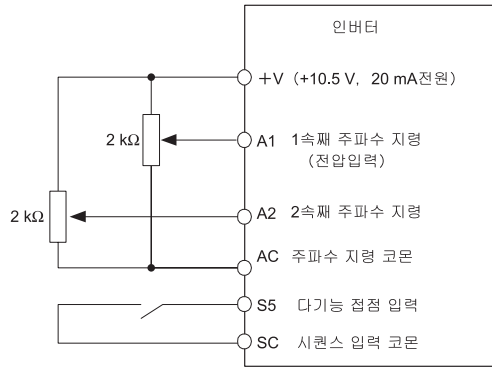 인버터
+V (+10.5 V, 20 mA전원)
2 kΩ
A1 1속째 주파수 지령
(전압입력)
2 kΩ
A2 2속째 주파수 지령
AC 주파수 지령 코몬
S5 다기능 접점 입력
SC 시퀀스 입력 코몬